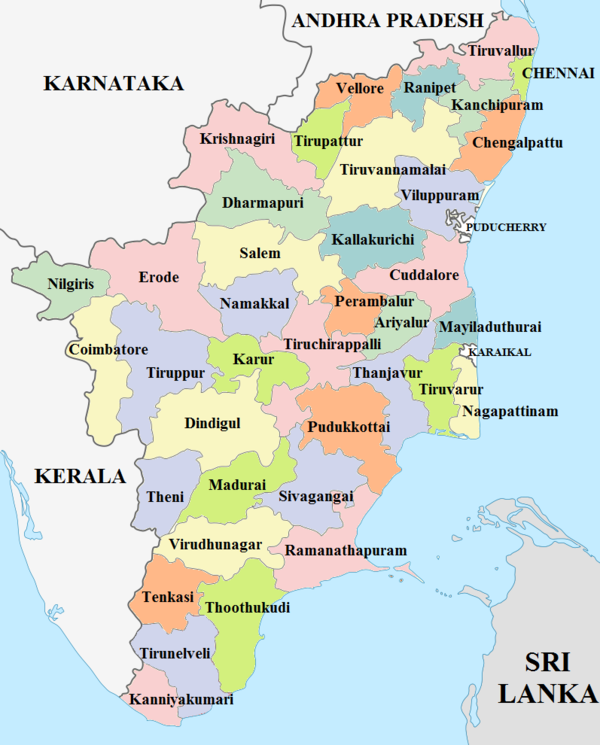 ANDHRA PRADESH
KARNATAKA
Tiruvallur
CHENNAI
Vellore
Ranipet
Kanchipuram
Krishnagiri
Tirupattur
Chengalpattu
Tiruvannamalai
Viluppuram
Dharmapuri
PUDUCHERRY
Kallakurichi
Salem
Cuddalore
Nilgiris
Erode
Namakkal
Perambalur
Ariyalur
Mayiladuthurai
Coimbatore
Tiruchirappalli
KARAIKAL
Karur
Tiruppur
Thanjavur
Tiruvarur
Nagapattinam
Dindigul
Pudukkottai
KERALA
Madurai
Theni
Sivagangai
Virudhunagar
Ramanathapuram
Tenkasi
Thoothukudi
Tirunelveli
SRI
LANKA
Kanniyakumari